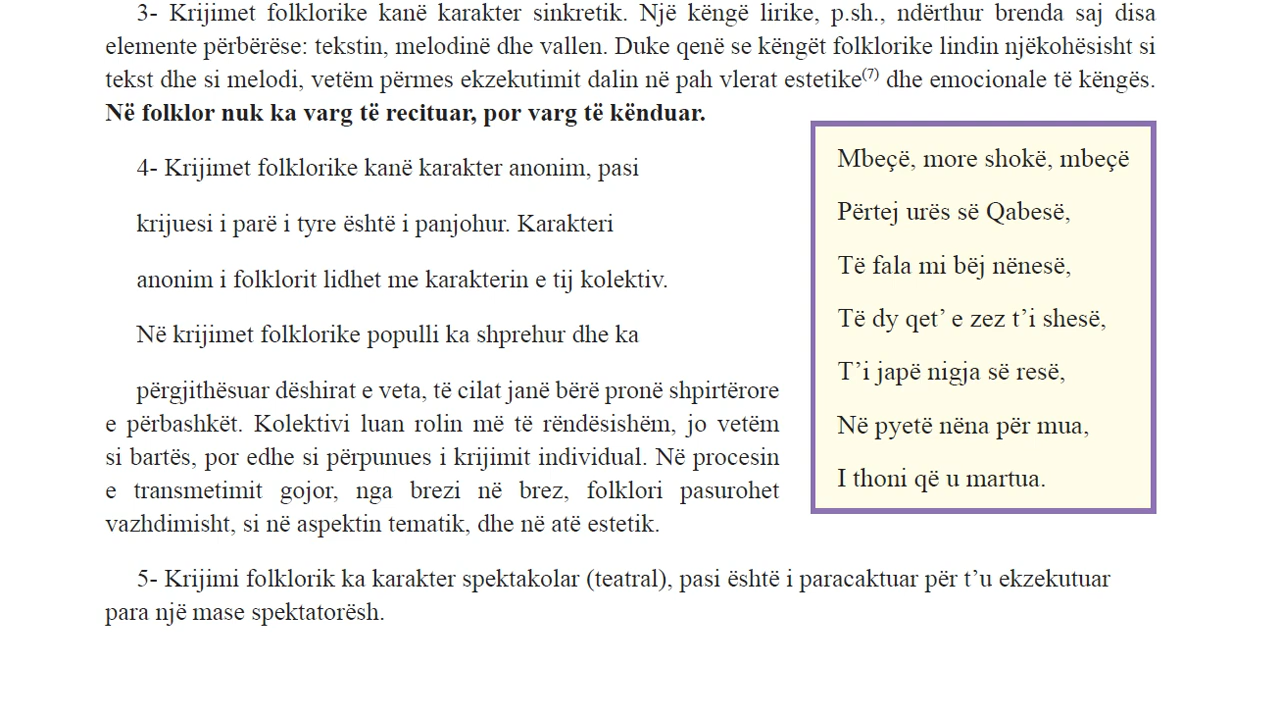 3- Krijimet folklorike kanë karakter sinkretik. Një këngë lirike, p.sh., ndërthur brenda saj disa
elemente përbërëse: tekstin, melodinë dhe vallen. Duke qenë se këngët folklorike lindin njëkohësisht si
tekst dhe si melodi, vetëm përmes ekzekutimit dalin në pah vlerat estetike(7) dhe emocionale të këngës.
Në folklor nuk ka varg të recituar, por varg të kënduar.
4- Krijimet folklorike kanë karakter anonim, pasi
krijuesi i parë i tyre është i panjohur. Karakteri
anonim i folklorit lidhet me karakterin e tij kolektiv.
Në krijimet folklorike populli ka shprehur dhe ka
përgjithësuar dëshirat e veta, të cilat janë bërë pronë shpirtërore
e përbashkët. Kolektivi luan rolin më të rëndësishëm, jo vetëm
si bartës, por edhe si përpunues i krijimit individual. Në procesin
e transmetimit gojor, nga brezi në brez, folklori pasurohet
vazhdimisht, si në aspektin tematik, dhe në atë estetik.
Mbeçë, more shokë, mbeçë
Përtej urës së Qabesë,
Të fala mi bëj nënesë,
Të dy qet’ e zez t’i shesë,
T’i japë nigja së resë,
Në pyetë nëna për mua,
I thoni që u martua.
5- Krijimi folklorik ka karakter spektakolar (teatral), pasi është i paracaktuar për t’u ekzekutuar
para një mase spektatorësh.